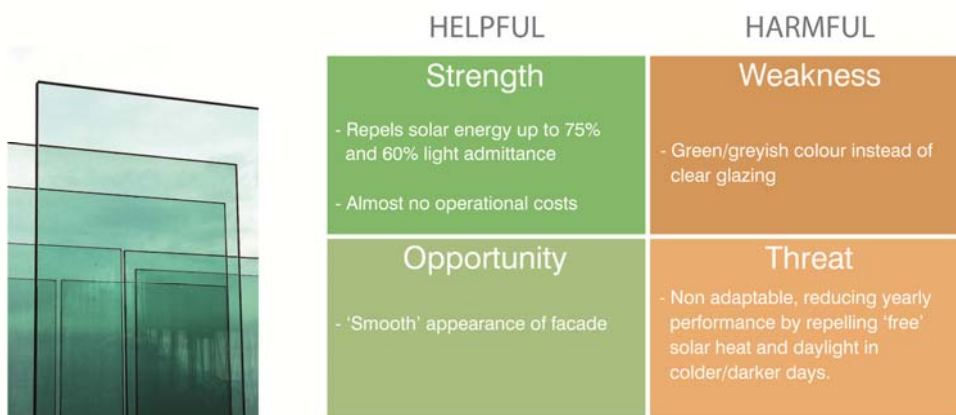 HELPFUL
HARMFUL
Strength
- Repels solar energy up to 75%
and 60% light admittance
- Almost no operational costs
Weakness
- Green/greyish colour instead of
clear glazing
Opportunity
- ‘Smooth’ appearance of facade
Threat
- Non adaptable, reducing yearly
performance by repelling ‘free’
solar heat and daylight in
colder/darker days.